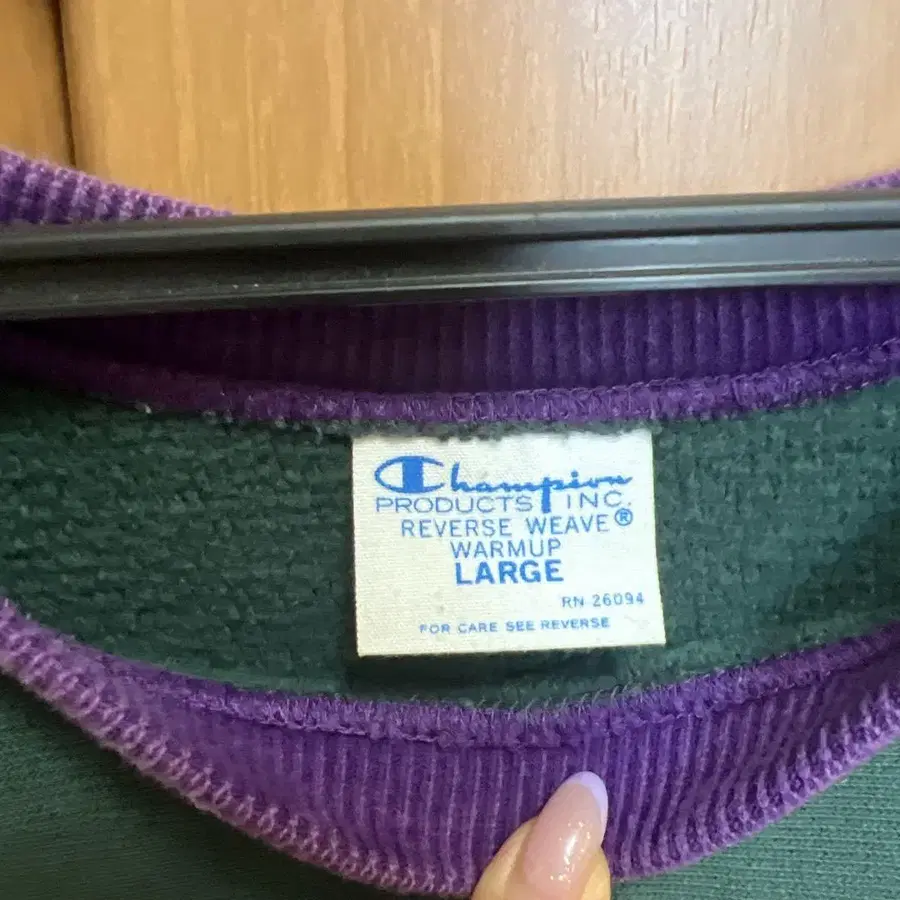 Champion
PRODUCTS INC.
REVERSE WEAVE®
WARMUP
LARGE
RN 26094
FOR CARE SEE REVERSE